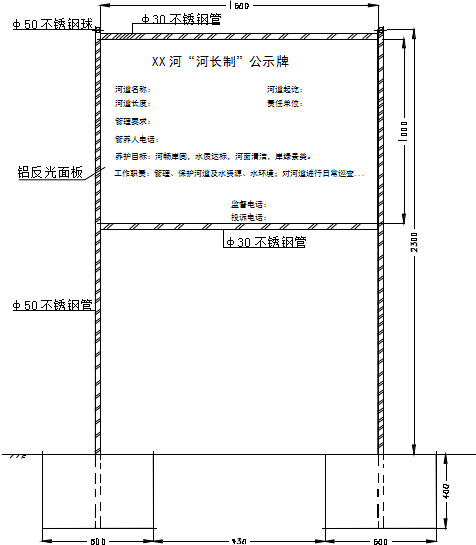 1600
φ30不锈钢管
φ50不锈钢球
XX河“河长制”公示牌
河道名称： 河道起讫：
河道长度： 责任单位：
管理要求：
管养人电话：
养护目标：河畅岸固，水质达标，河面清洁，岸绿景美。
铝反光面板
工作职责：管理、保护河道及水资源、水环境；对河道进行日常巡查...
监督电话：
投诉电话：
1000
2300
φ30不锈钢管
φ50不锈钢管
400
600
930
600